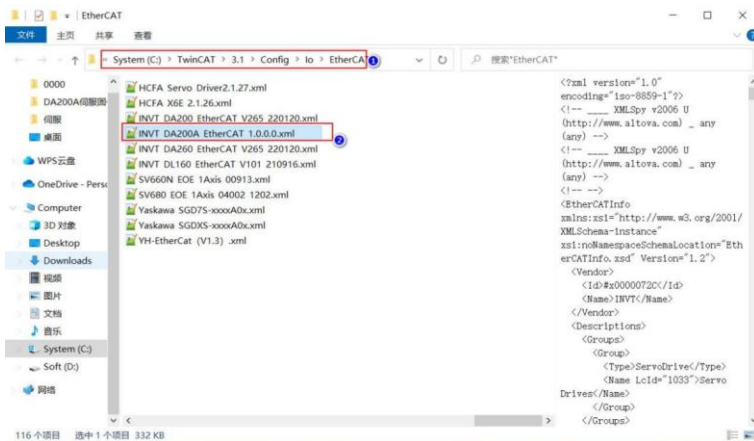 EtherCAT
文件 主页 共享 查看
System (C:) > TwinCAT > 3.1 > Config > Io > EtherCA
1
搜索"EtherCAT"
0000
DA200A伺服图
伺服
桌面
WPS云盘
OneDrive - Perso
Computer
3D 对象
Desktop
Downloads
视频
图片
文档
音乐
System (C:)
Soft (D:)
网络
HCFA Servo Driver2.1.27.xml
HCFA X6E 2.1.26.xml
INVT DA200 EtherCAT V265 220120.xml
INVT DA200A EtherCAT 1.0.0.0.xml
2
INVT DA260 EtherCAT V265 220120.xml
INVT DL160 EtherCAT V101 210916.xml
SV660N EOE 1Axis 00913.xml
SV680 EOE 1Axis 04002 1202.xml
Yaskawa SGD7S-xxxxA0x.xml
Yaskawa SGDXS-xxxxA0x.xml
YH-EtherCat (V1.3) .xml
<?xml version="1.0"
encoding="iso-8859-1"?>
<!-- ____ XMLSpy v2006 U
(http://www.altova.com) _ any
(any) -->
<!-- ____ XMLSpy v2006 U
(http://www.altova.com) _ any
(any) -->
<!-- -->
<EtherCATInfo
xmlns:xsi="http://www.w3.org/2001/
XMLSchema-instance"
xsi:noNamespaceSchemaLocation="Eth
erCATInfo.xsd" Version="1.2">
<Vendor>
<Id>#x0000072C</Id>
<Name>INVT</Name>
</Vendor>
<Descriptions>
<Groups>
<Group>
<Type>ServoDrive</Type>
<Name LcId="1033">Servo
Drives</Name>
</Group>
</Groups>
116 个项目 选中 1 个项目 332 KB